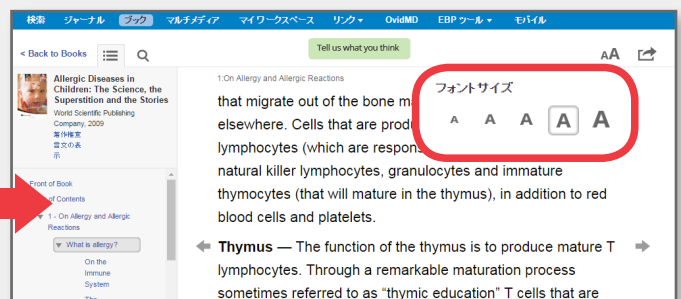 検索 ジャーナル ブック マルチメディア マイワークスペース リンク OvidMD EBP ツール モバイル
< Back to Books
Tell us what you think
AA
Allergic Diseases in
Children: The Science, the
Superstition and the Stories
World Scientific Publishing
Company, 2009
著作権宣
言文の表
示
Front of Book
of Contents
1 - On Allergy and Allergic
Reactions
What is allergy?
On the
Immune
System
The
1:On Allergy and Allergic Reactions
フォントサイズ
A A A A A
that migrate out of the bone
elsewhere. Cells that are
lymphocytes (which are
natural killer lymphocytes, granulocytes and immature
thymocytes (that will mature in the thymus), in addition to red
blood cells and platelets.
Thymus — The function of the thymus is to produce mature T
lymphocytes. Through a remarkable maturation process
sometimes referred to as “thymic education” T cells that are